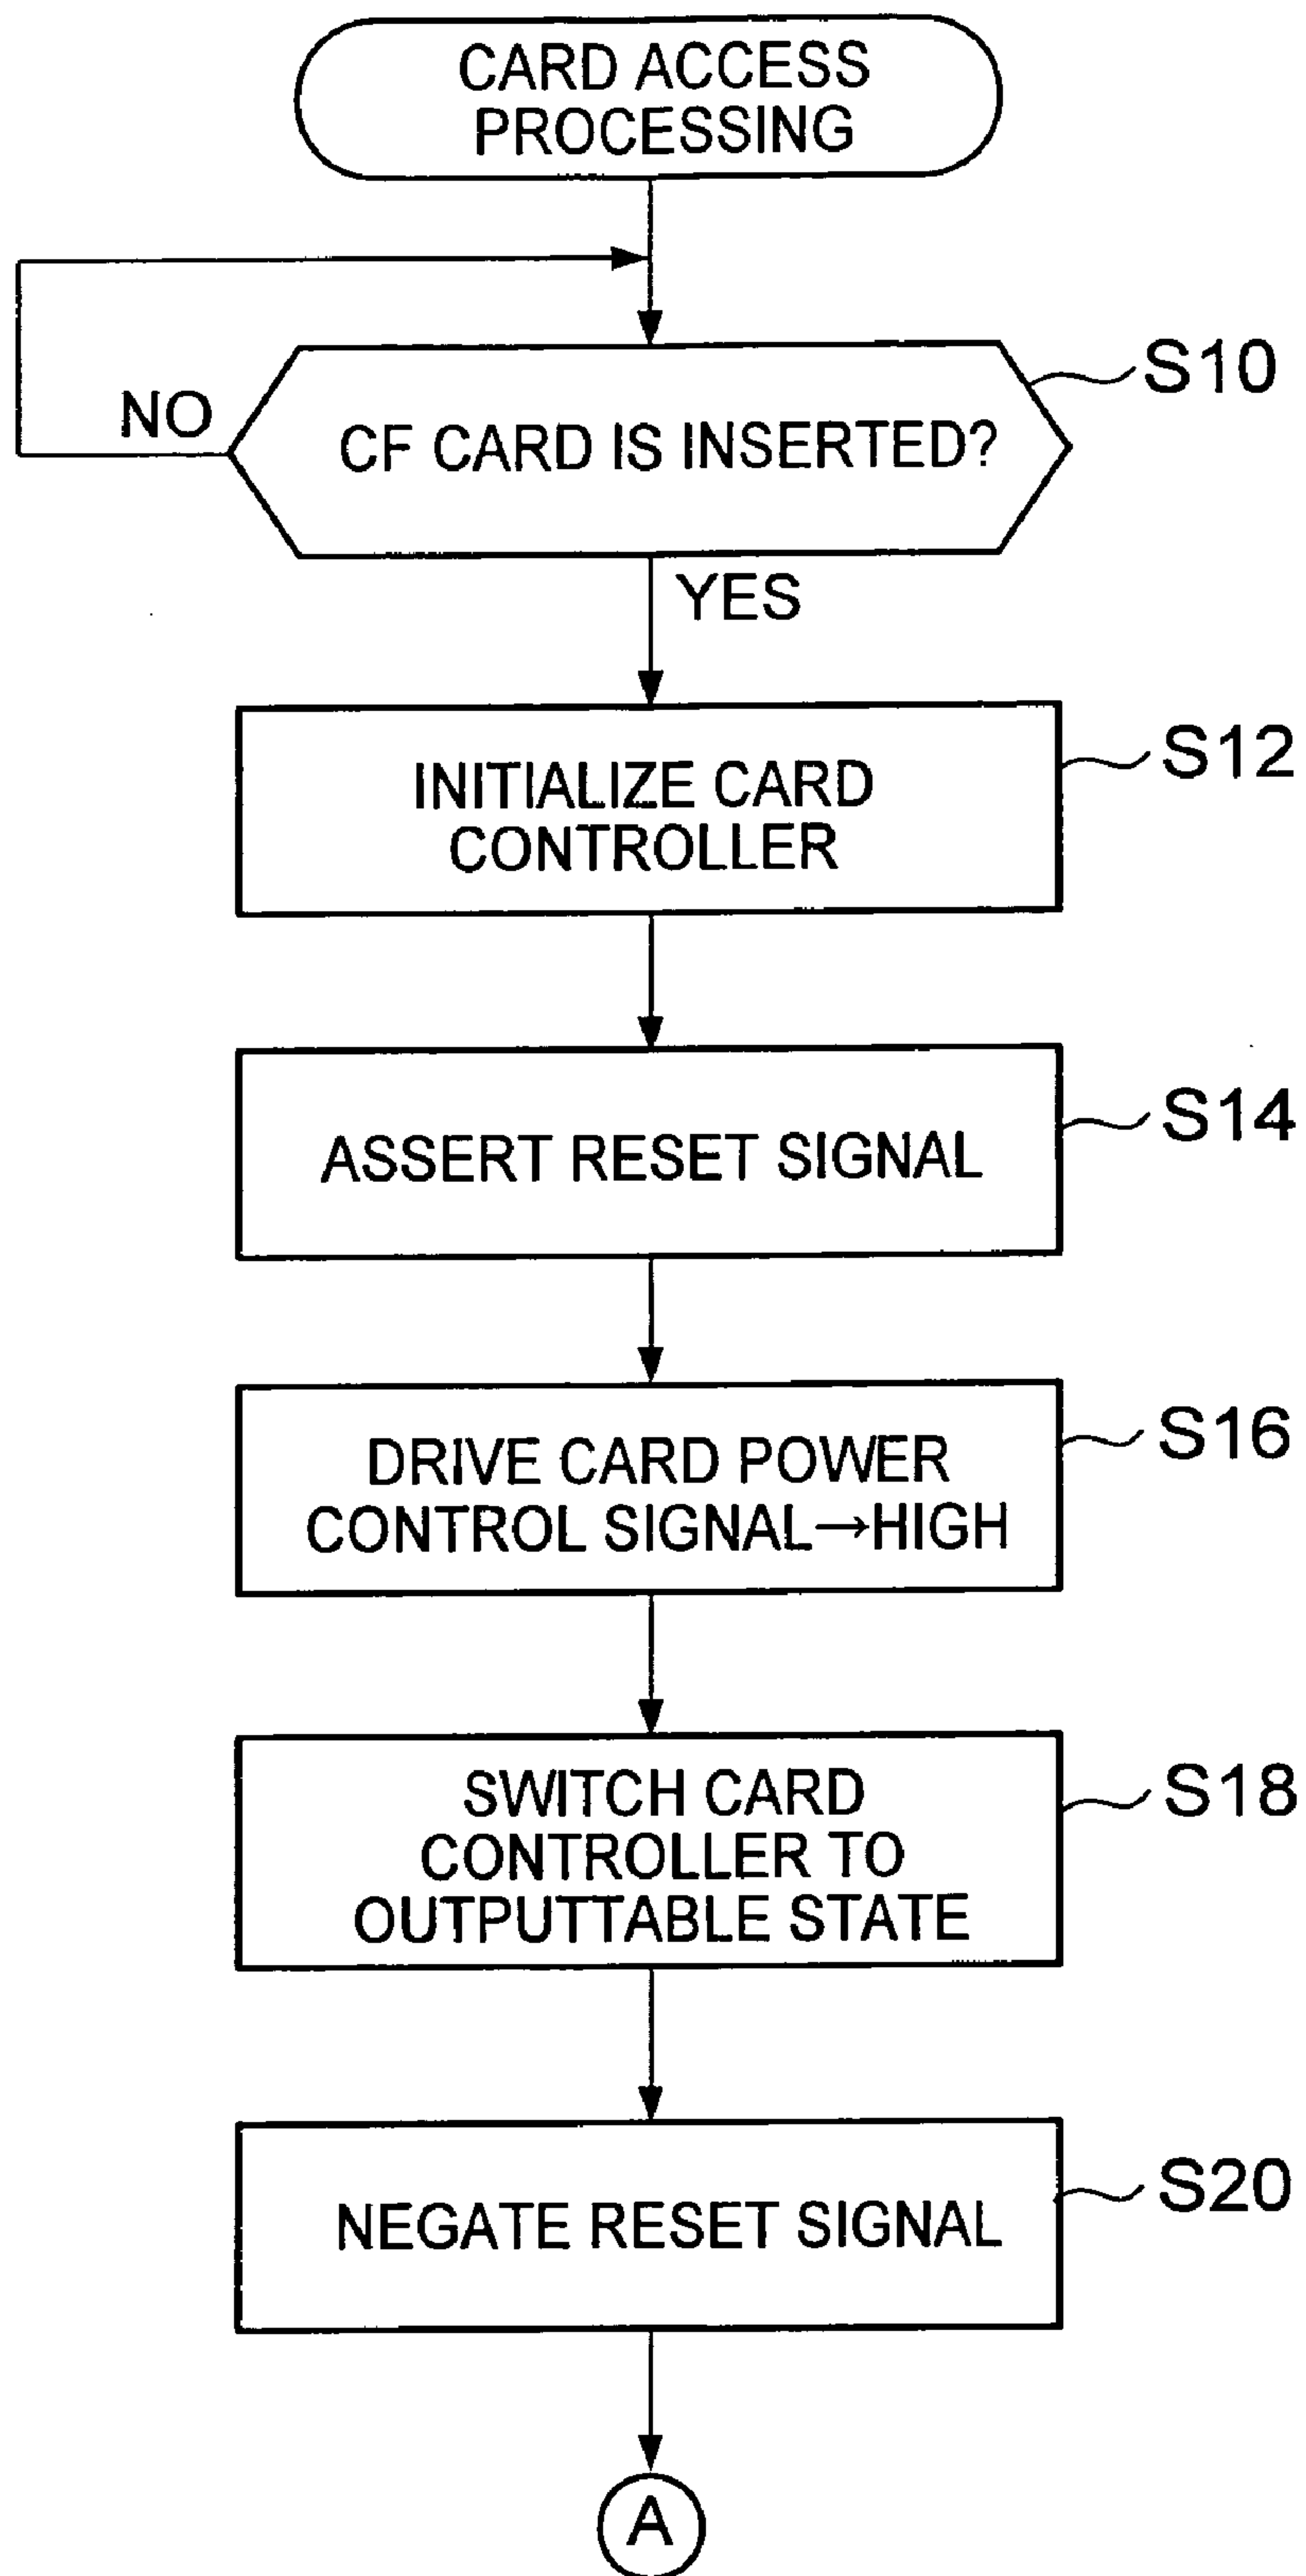 CARD ACCESS
PROCESSING
S10
NO
CF CARD IS INSERTED?
YES
S12
INITIALIZE CARD
CONTROLLER
S14
ASSERT RESET SIGNAL
S16
DRIVE CARD POWER
CONTROL SIGNAL→HIGH
S18
SWITCH CARD
CONTROLLER TO
OUTPUTTABLE STATE
S20
NEGATE RESET SIGNAL
A